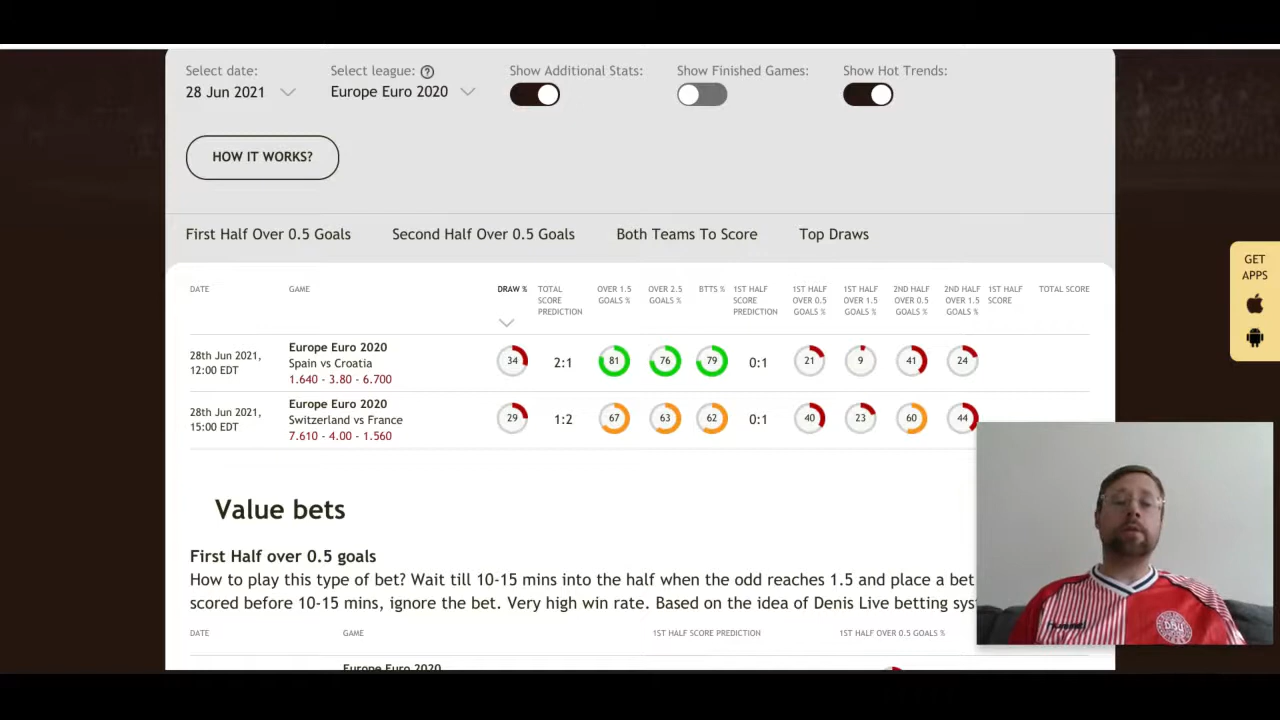 Select date:
Select league: ?
Show Additional Stats:
Show Finished Games:
Show Hot Trends:
28 Jun 2021
Europe Euro 2020
HOW IT WORKS?
First Half Over 0.5 Goals
Second Half Over 0.5 Goals
Both Teams To Score
Top Draws
GET
APPS
DATE
GAME
DRAW %
TOTAL
SCORE
PREDICTION
OVER 1.5
GOALS %
OVER 2.5
GOALS %
BTTS %
1ST HALF
SCORE
PREDICTION
1ST HALF
OVER 0.5
GOALS %
1ST HALF
OVER 1.5
GOALS %
2ND HALF
OVER 0.5
GOALS %
2ND HALF
OVER 1.5
GOALS %
1ST HALF
SCORE
TOTAL SCORE
28th Jun 2021,
12:00 EDT
Europe Euro 2020
Spain vs Croatia
1.640 - 3.80 - 6.700
34
2:1
81
76
79
0:1
21
9
41
24
28th Jun 2021,
15:00 EDT
Europe Euro 2020
Switzerland vs France
7.610 - 4.00 - 1.560
29
1:2
67
63
62
0:1
40
23
60
44
Value bets
First Half over 0.5 goals
How to play this type of bet? Wait till 10-15 mins into the half when the odd reaches 1.5 and place a bet
scored before 10-15 mins, ignore the bet. Very high win rate. Based on the idea of Denis Live betting sys
DATE
GAME
1ST HALF SCORE PREDICTION
1ST HALF OVER 0.5 GOALS %
Europe Euro 2020